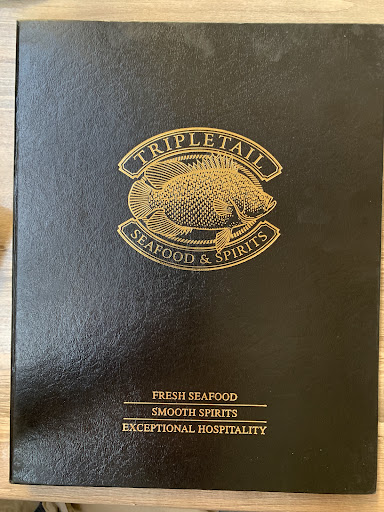 TRIPLETAIL
SEAFOOD & SPIRITS
FRESH SEAFOOD
SMOOTH SPIRITS
EXCEPTIONAL HOSPITALITY